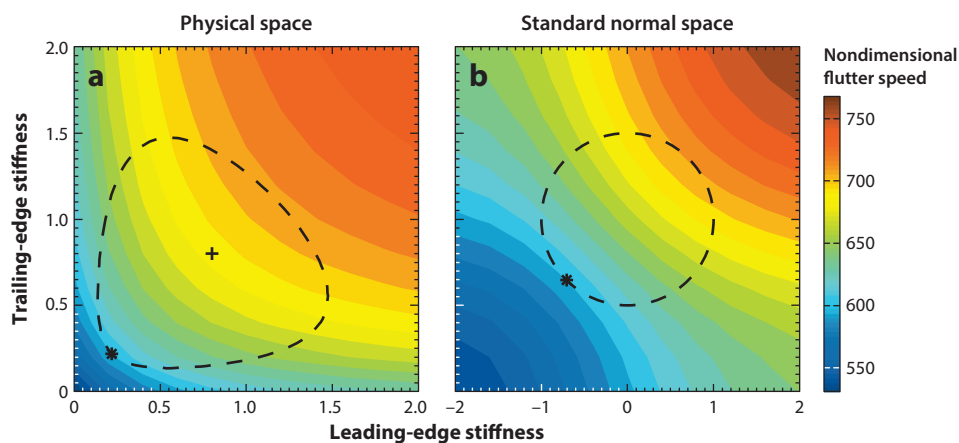 Physical space
Standard normal space
Nondimensional
flutter speed
a
b
2.0
1.5
1.0
0.5
0
0 0.5 1.0 1.5 2.0
−2 −1 0 1 2
750
700
650
600
550
Trailing-edge stiffness
Leading-edge stiffness